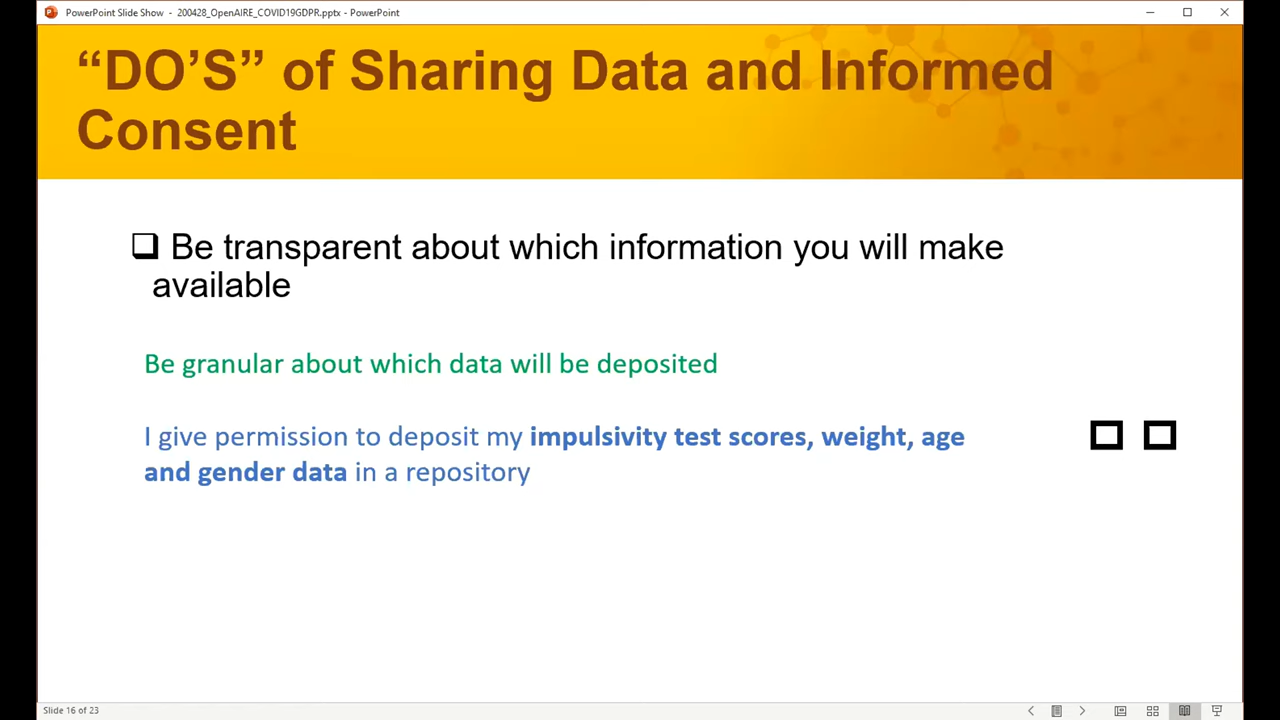 PowerPoint Slide Show - 200428_OpenAIRE_COVID19GDPR.pptx - PowerPoint
“DO’S” of Sharing Data and Informed
Consent
Be transparent about which information you will make
available
Be granular about which data will be deposited
I give permission to deposit my impulsivity test scores, weight, age
and gender data in a repository
Slide 16 of 23